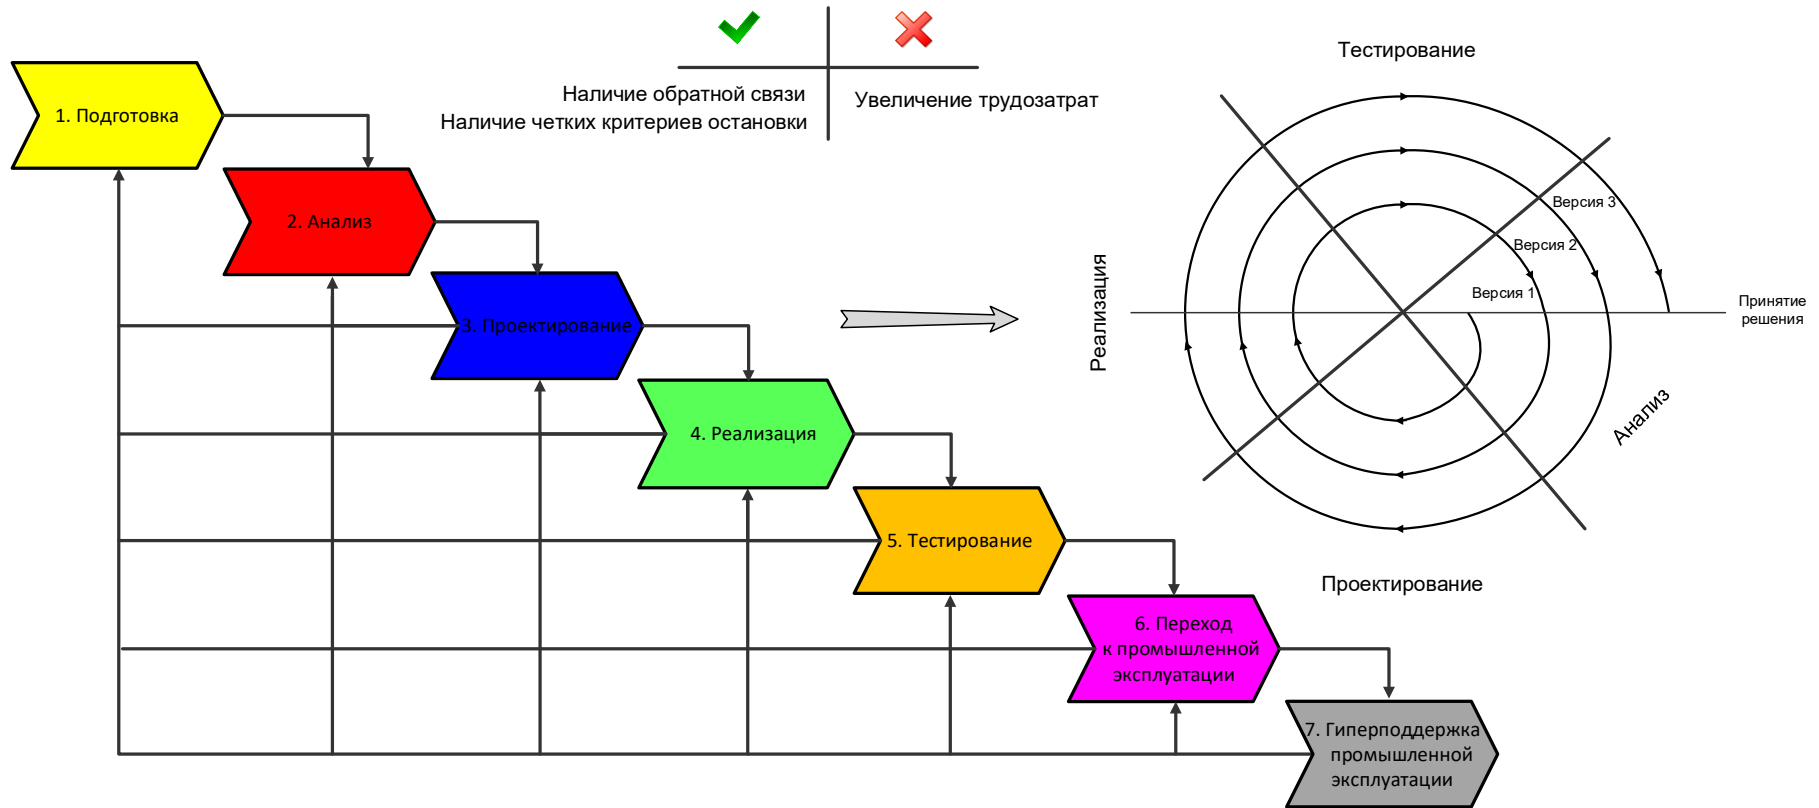 Наличие обратной связи
Наличие четких критериев остановки
Увеличение трудозатрат
1. Подготовка
2. Анализ
3. Проектирование
4. Реализация
5. Тестирование
6. Переход
к промышленной
эксплуатации
7. Гиперподдержка
промышленной
эксплуатации
Тестирование
Версия 3
Версия 2
Версия 1
Реализация
Принятие
решения
Анализ
Проектирование